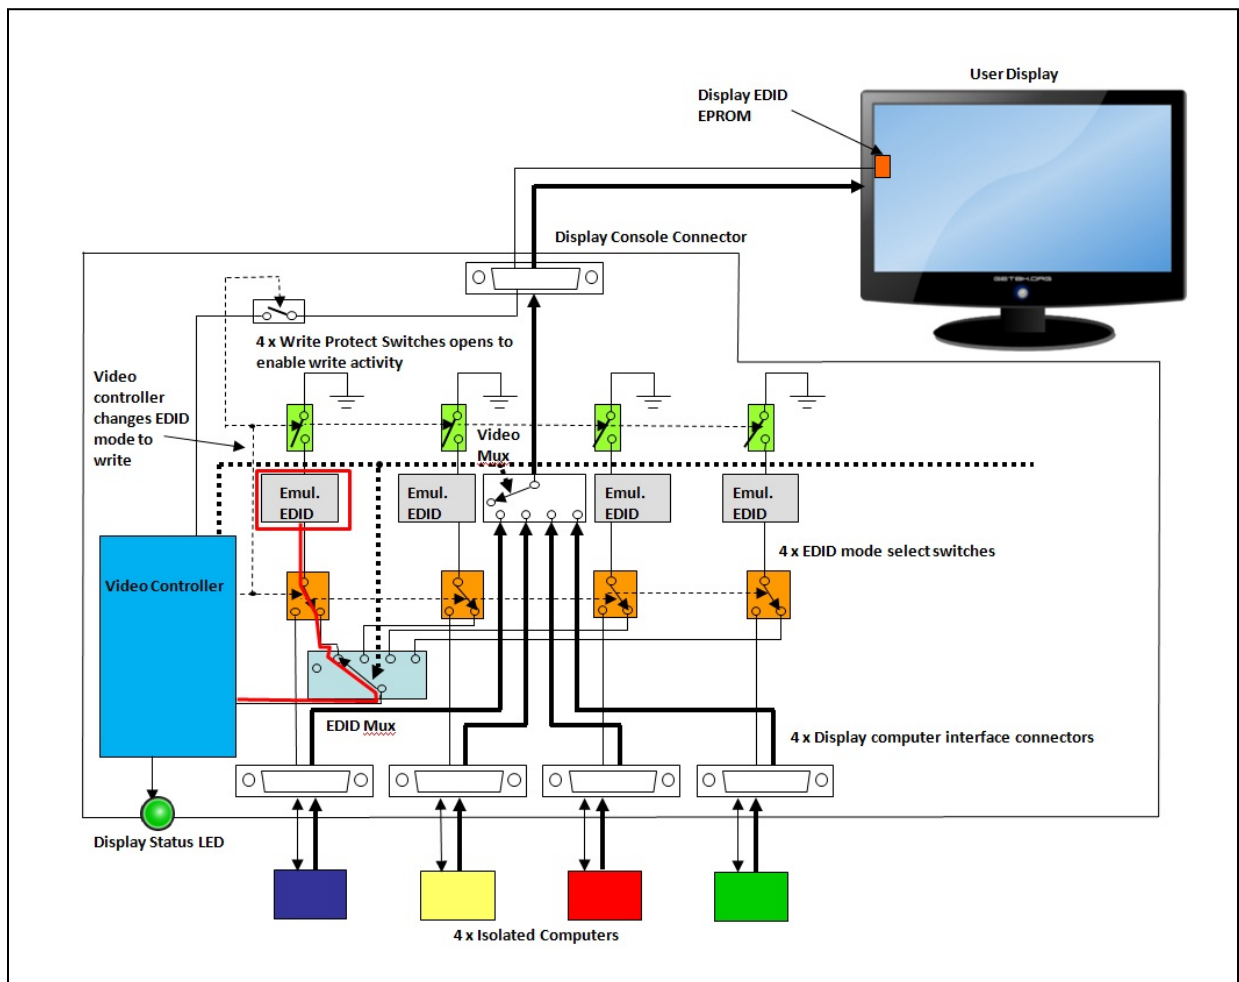 User Display
Display EDID
EPROM
Display Console Connector
GETBH.ORG
4 x Write Protect Switches opens to
enable write activity
Video
controller
changes EDID
mode to
write
Video
Mux
Emul.
EDID
Emul.
EDID
Emul.
EDID
Emul.
EDID
4 x EDID mode select switches
Video Controller
EDID Mux
4 x Display computer interface connectors
Display Status LED
4 x Isolated Computers